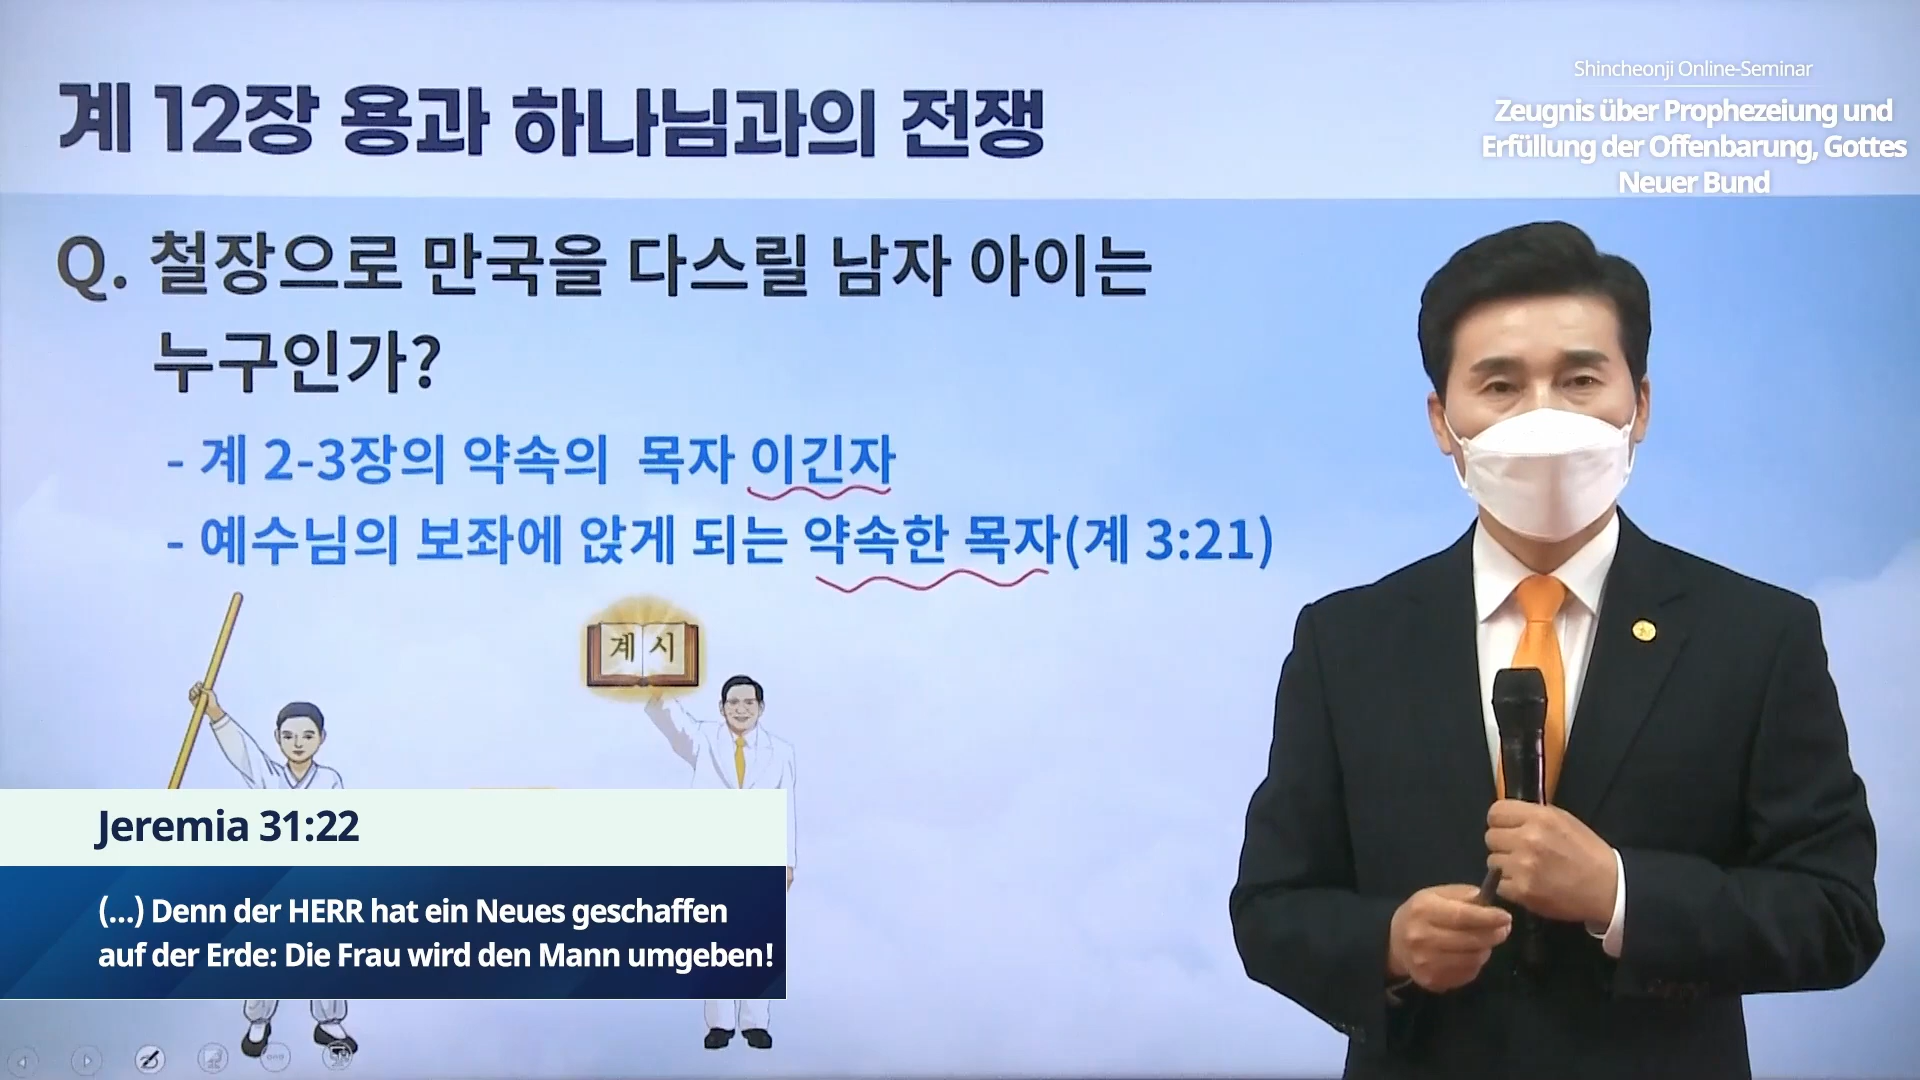 계 12장 용과 하나님과의 전쟁
Shincheonji Online-Seminar
Zeugnis über Prophezeiung und
Erfüllung der Offenbarung, Gottes
Neuer Bund
Q. 철장으로 만국을 다스릴 남자 아이는
누구인가?
- 계 2-3장의 약속의 목자 이긴자
- 예수님의 보좌에 앉게 되는 약속한 목자(계 3:21)
계 시
Jeremia 31:22
(...) Denn der HERR hat ein Neues geschaffen
auf der Erde: Die Frau wird den Mann umgeben!